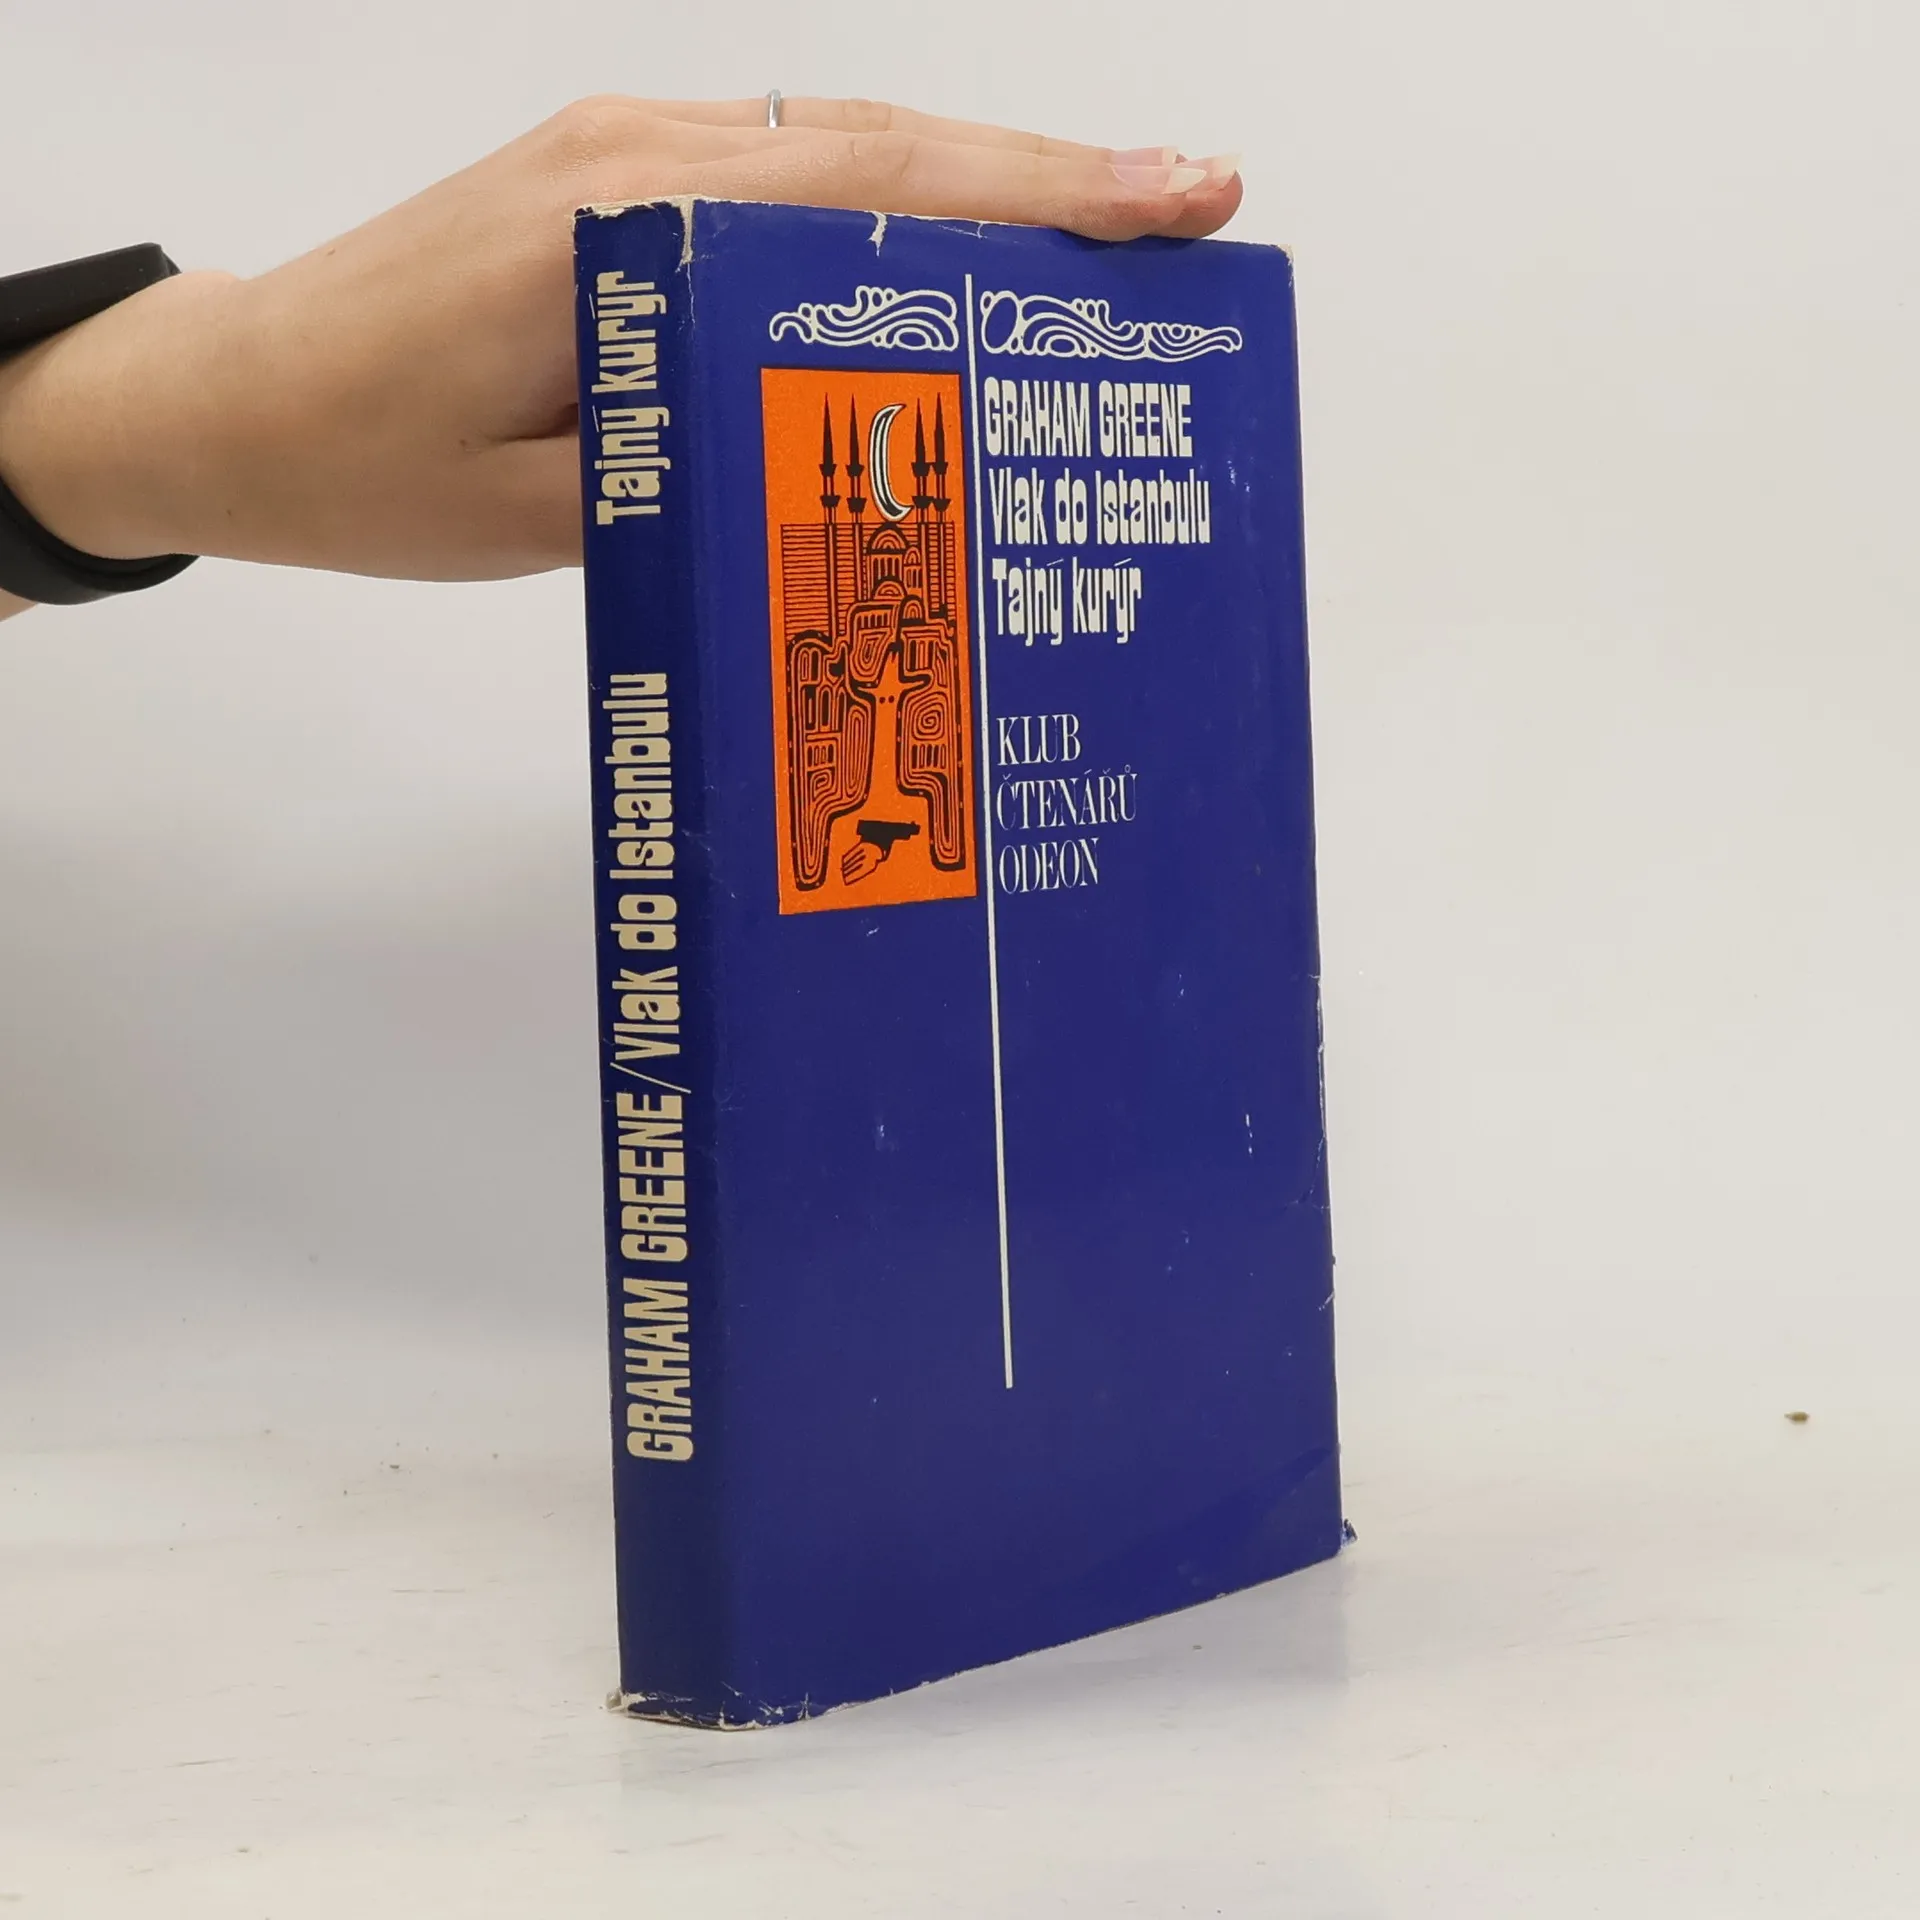 GRAHAM GREENE/Vlak do Istanbulu Tajný kurýr
GRAHAM GREENE
Vlak do Istanbulu
Tajný kurýr
KLUB
ČTENÁŘŮ
ODEON